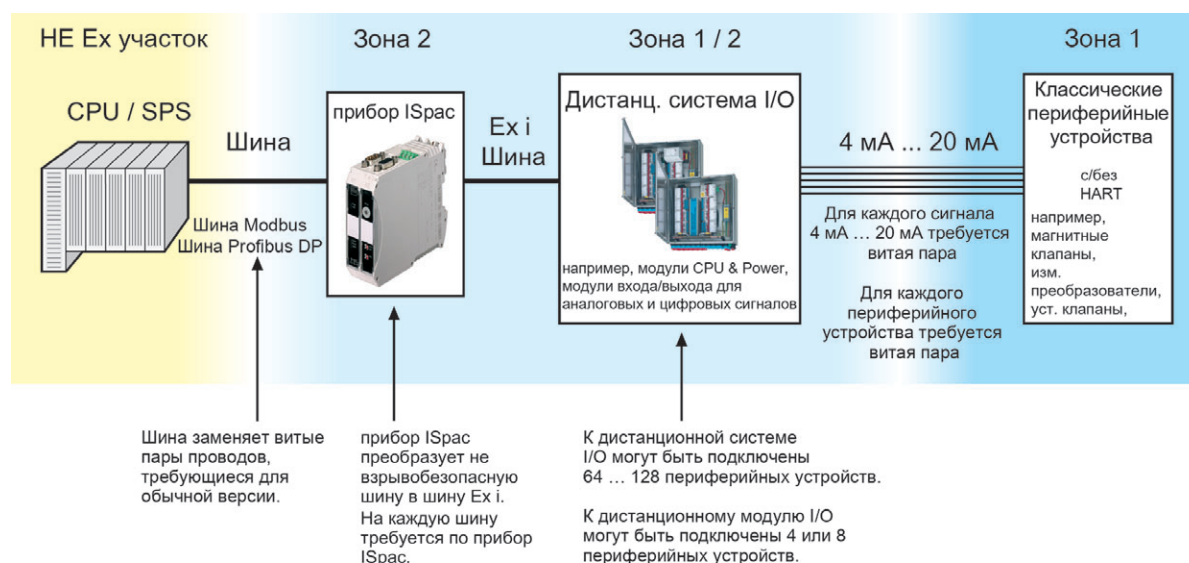 НЕ Ex участок
Зона 2
Зона 1 / 2
Зона 1
CPU / SPS
Шина
Шина Modbus
Шина Profibus DP
прибор ISpac
Ex i
Шина
Дистанц. система I/O
например, модули CPU & Power,
модули входа/выхода для
аналоговых и цифровых сигналов
4 мА ... 20 мА
Для каждого сигнала
4 мА ... 20 мА требуется
витая пара
Для каждого
периферийного
устройства требуется
витая пара
Классические
периферийные
устройства
с/без
HART
например,
магнитные
клапаны,
изм.
преобразователи,
уст. клапаны,
Шина заменяет витые
пары проводов,
требующиеся для
обычной версии.
прибор ISpac
преобразует не
взрывобезопасную
шину в шину Ex i.
На каждую шину
требуется по прибор
ISpac.
К дистанционной системе
I/O могут быть подключены
64 ... 128 периферийных устройств.
К дистанционному модулю I/O
могут быть подключены 4 или 8
периферийных устройств.